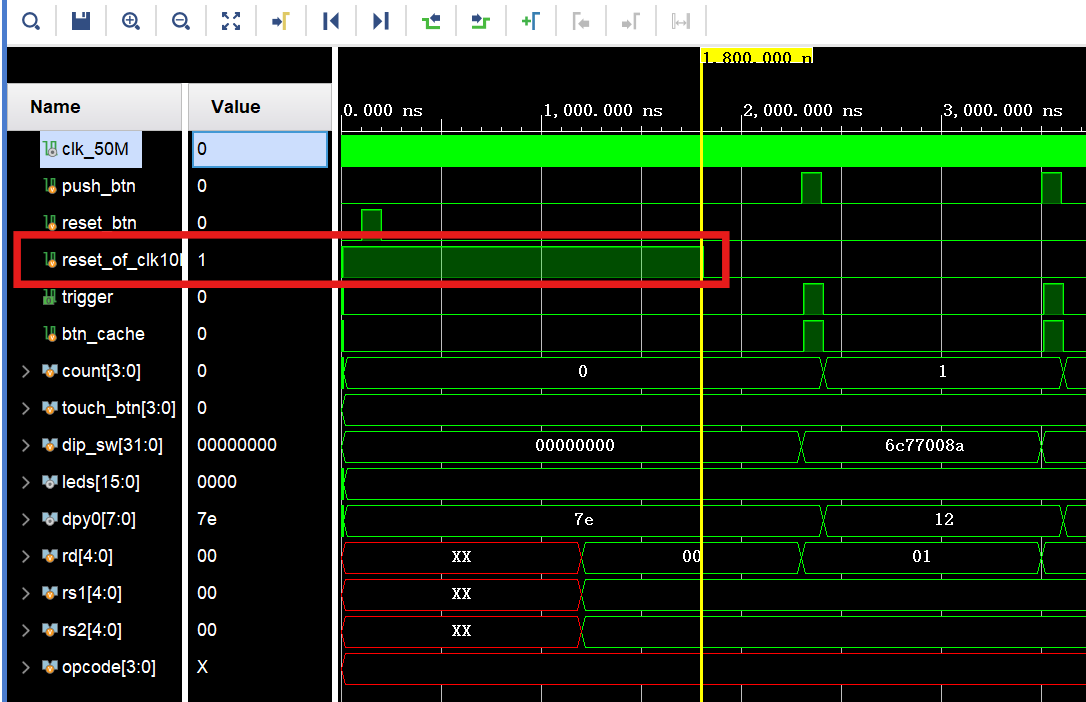 1,800.000 n
Name Value
0.000 ns 1,000.000 ns 2,000.000 ns 3,000.000 ns
clk_50M 0
push_btn 0
reset_btn 0
reset_of_clk10 1
trigger 0
btn_cache 0
count[3:0] 0 0 1
touch_btn[3:0] 0
dip_sw[31:0] 00000000 00000000 6c77008a
leds[15:0] 0000
dpy0[7:0] 7e 7e 12
rd[4:0] 00 XX 00 01
rs1[4:0] 00 XX
rs2[4:0] 00 XX
opcode[3:0] X